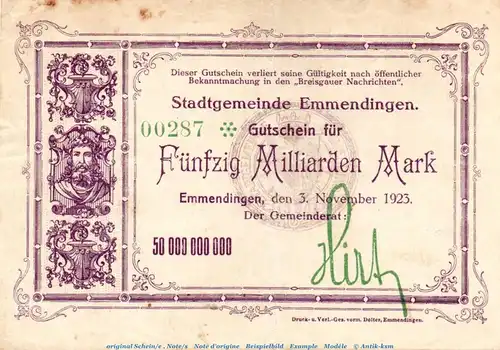 Dieser Gutschein verliert seine Gültigkeit nach öffentlicher
Bekanntmachung in den „Breisgauer Nachrichten“.
Stadtgemeinde Emmendingen.
00287 Gutschein für
Fünfzig Milliarden Mark
Emmendingen, den 3. November 1923.
Der Gemeinderat:
50 000 000 000
Hirt
Druck- u. Verl.-Ges. vorm. Dölter, Emmendingen.
original Schein/e . Note/s Note d'origine Beispielbild Example Modèle © Antik-ksm